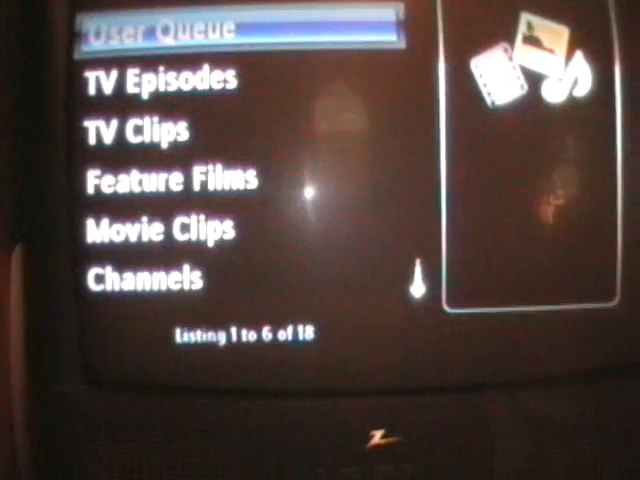 User Queue
TV Episodes
TV Clips
Feature Films
Movie Clips
Channels
Listing 1 to 6 of 18